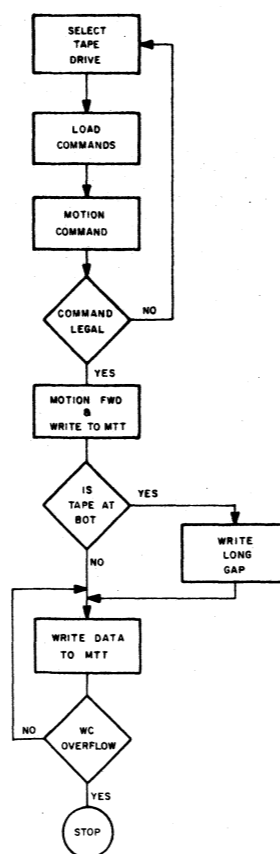 SELECT
TAPE
DRIVE
LOAD
COMMANDS
MOTION
COMMAND
COMMAND
LEGAL
NO
YES
MOTION FWD
&
WRITE TO MTT
IS
TAPE AT
BOT
YES
NO
WRITE
LONG
GAP
WRITE DATA
TO MTT
WC
OVERFLOW
NO
YES
STOP